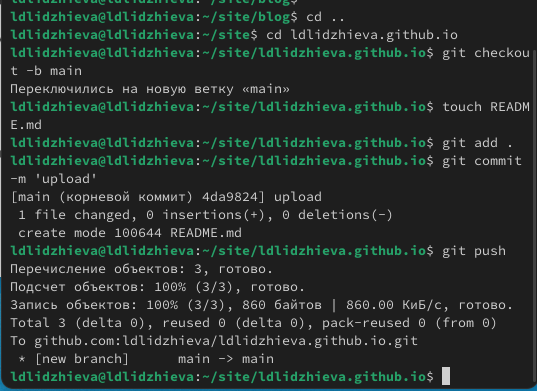 ldlidzhieva@ldlidzhieva:~/site/blog$
ldlidzhieva@ldlidzhieva:~/site/blog$ cd ..
ldlidzhieva@ldlidzhieva:~/site$ cd ldlidzhieva.github.io
ldlidzhieva@ldlidzhieva:~/site/ldlidzhieva.github.io$ git checkou
t -b main
Переключились на новую ветку «main»
ldlidzhieva@ldlidzhieva:~/site/ldlidzhieva.github.io$ touch READM
E.md
ldlidzhieva@ldlidzhieva:~/site/ldlidzhieva.github.io$ git add .
ldlidzhieva@ldlidzhieva:~/site/ldlidzhieva.github.io$ git commit
-m 'upload'
[main (корневой коммит) 4da9824] upload
 1 file changed, 0 insertions(+), 0 deletions(-)
 create mode 100644 README.md
ldlidzhieva@ldlidzhieva:~/site/ldlidzhieva.github.io$ git push
Перечисление объектов: 3, готово.
Подсчет объектов: 100% (3/3), готово.
Запись объектов: 100% (3/3), 860 байтов | 860.00 КиБ/с, готово.
Total 3 (delta 0), reused 0 (delta 0), pack-reused 0 (from 0)
To github.com:ldlidzhieva/ldlidzhieva.github.io.git
 * [new branch]      main -> main
ldlidzhieva@ldlidzhieva:~/site/ldlidzhieva.github.io$